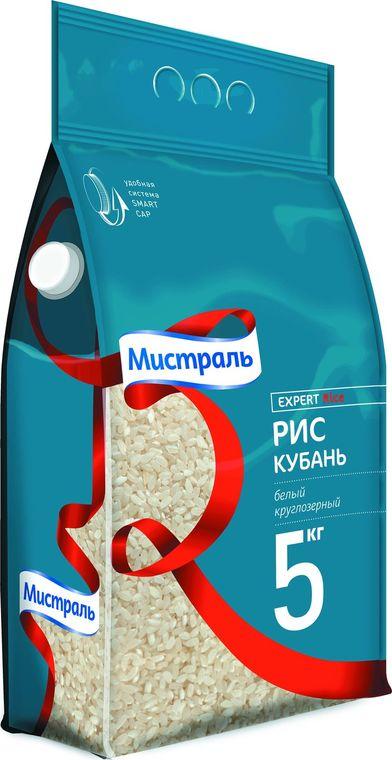 удобная
система
SMART
CAP
Мистраль
EXPERT Rice
РИС
КУБАНЬ
белый
круглозерный
5 кг
Мистраль